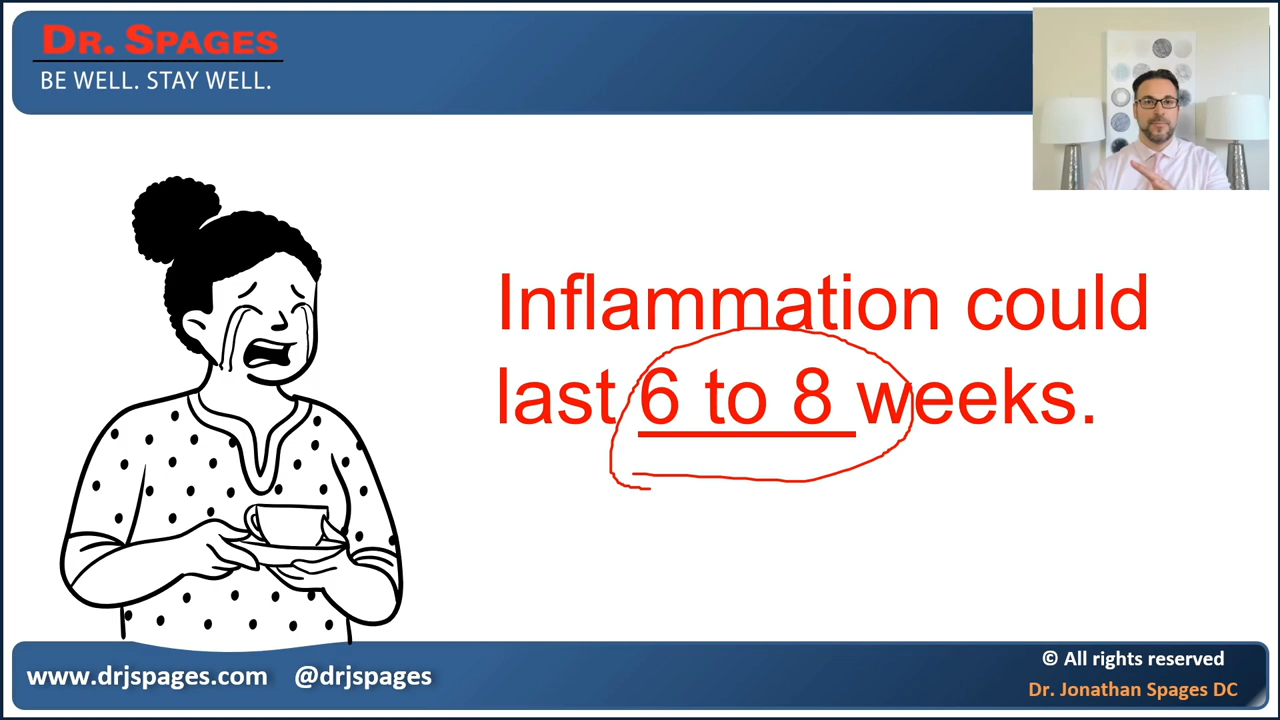 DR. SPAGES
BE WELL. STAY WELL.
Inflammation could
last 6 to 8 weeks.
www.drjspages.com @drjspages
© All rights reserved
Dr. Jonathan Spages DC